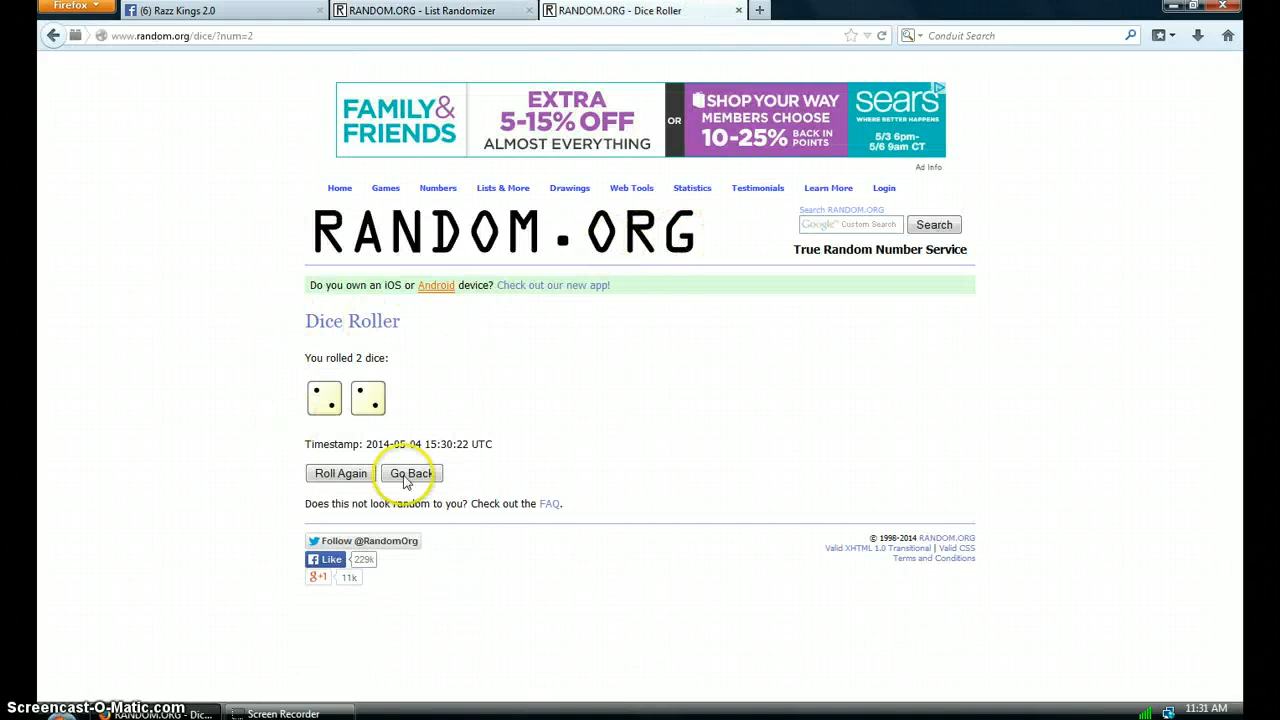 Firefox
(6) Razz Kings 2.0
RANDOM.ORG - List Randomizer
RANDOM.ORG - Dice Roller
www.random.org/dice/?num=2
Conduit Search
FAMILY&
FRIENDS
EXTRA
5-15% OFF
ALMOST EVERYTHING
OR
SHOP YOUR WAY
MEMBERS CHOOSE
10-25% BACK IN POINTS
sears
WHERE BETTER HAPPENS
5/3 6pm-
5/6 9am CT
Ad Info
Home Games Numbers Lists & More Drawings Web Tools Statistics Testimonials Learn More Login
RANDOM.ORG
Search RANDOM.ORG
Google™ Custom Search Search
True Random Number Service
Do you own an iOS or Android device? Check out our new app!
Dice Roller
You rolled 2 dice:
Timestamp: 2014-05-04 15:30:22 UTC
Roll Again Go Back
Does this not look random to you? Check out the FAQ.
Follow @RandomOrg
Like 229k
g+1 11k
© 1998-2014 RANDOM.ORG
Valid XHTML 1.0 Transitional | Valid CSS
Terms and Conditions
Screencast-O-Matic.com
RANDOM.ORG - Dic...
Screen Recorder
11:31 AM